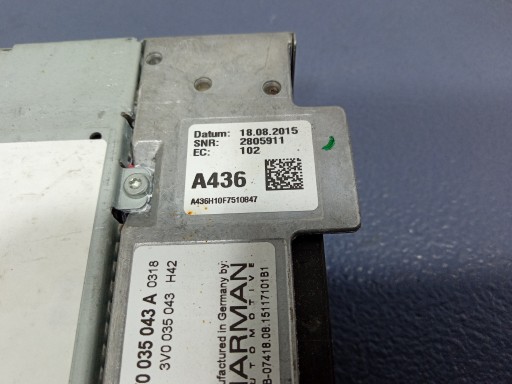 Datum: 18.08.2015
SNR: 2805911
EC: 102
A436
A436H10F7510847
0 035 043 A 0318
3V0 035 043 H42
ufactured in Germany by:
HARMAN
AUTOMOTIVE
B-07418.08.15117101B1